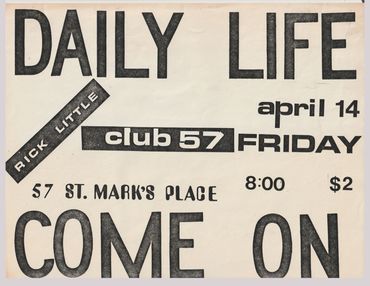 DAILY LIFE
april 14
RICK LITTLE
club 57 FRIDAY
57 ST. MARK'S PLACE
8:00 $2
COME ON